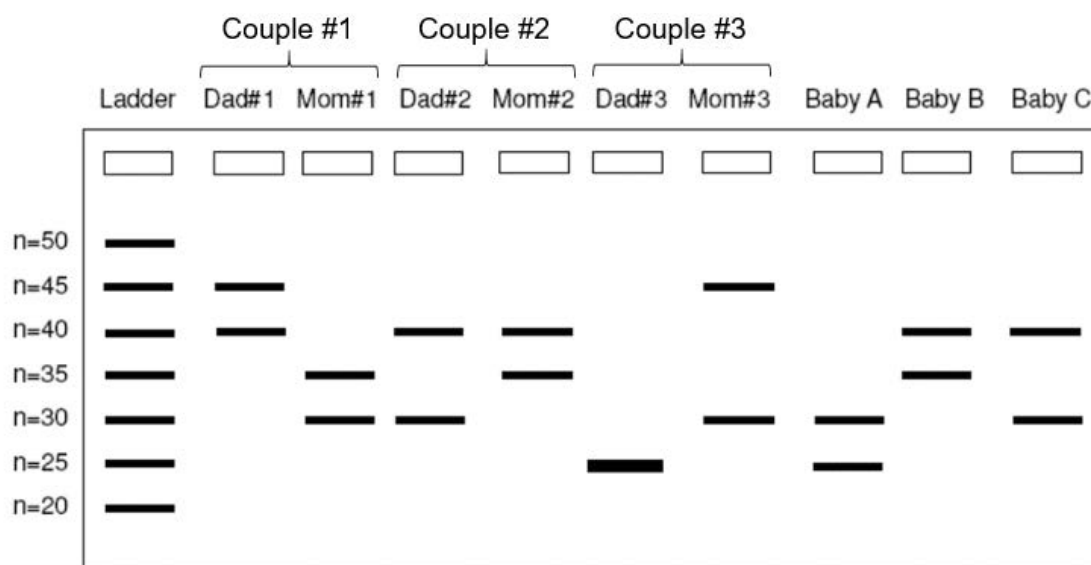 Couple #1 Couple #2 Couple #3
Ladder Dad#1 Mom#1 Dad#2 Mom#2 Dad#3 Mom#3 Baby A Baby B Baby C
n=50
n=45
n=40
n=35
n=30
n=25
n=20